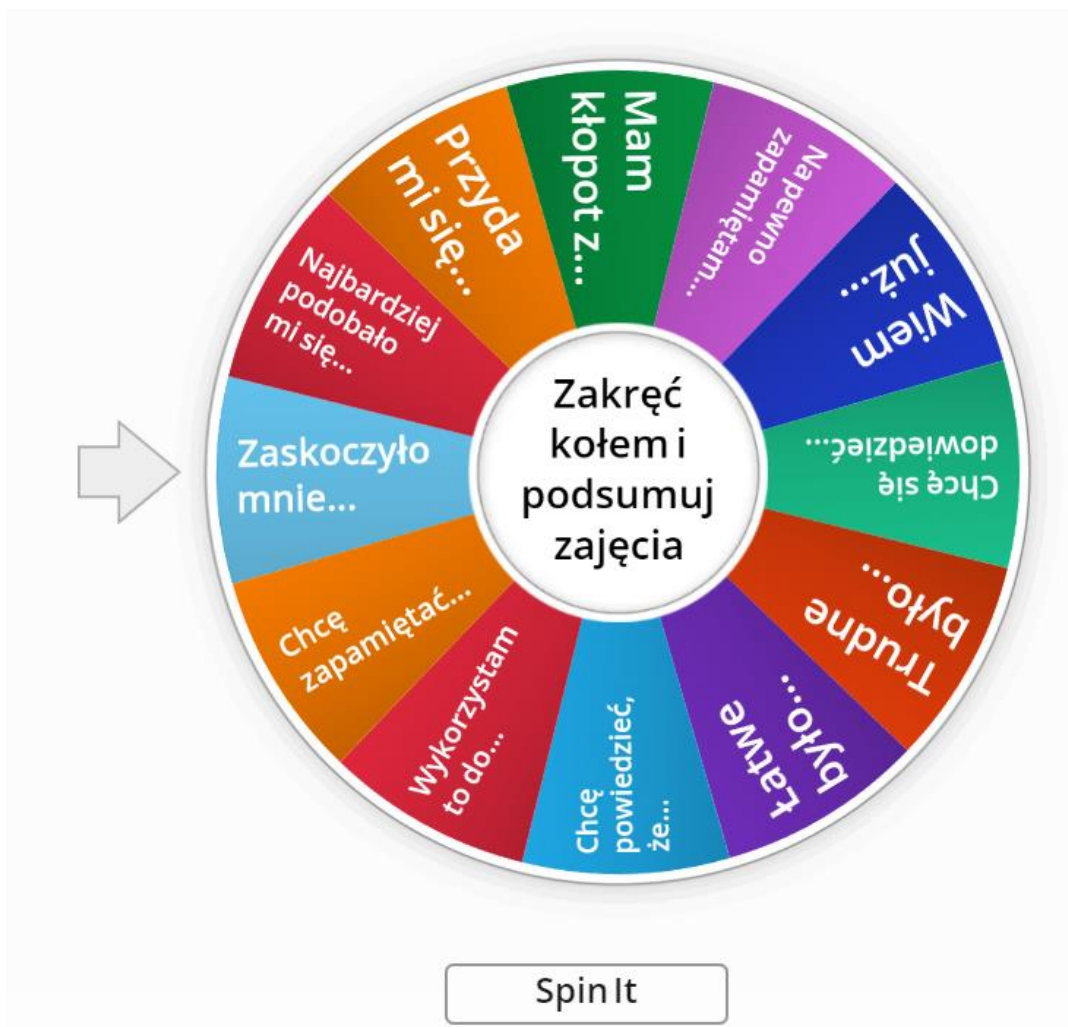 Mam
kłopot z...
Na pewno
zapamiętam...
Wiem
już...
Chcę się
dowiedzieć...
Trudne
było...
Łatwe
było...
Chcę
powiedzieć,
że...
Wykorzystam
to do...
Chcę
zapamiętać...
Zaskoczyło
mnie...
Najbardziej
podobało
mi się...
Przyda
mi się...
Zakręć
kołem i
podsumuj
zajęcia
Spin It